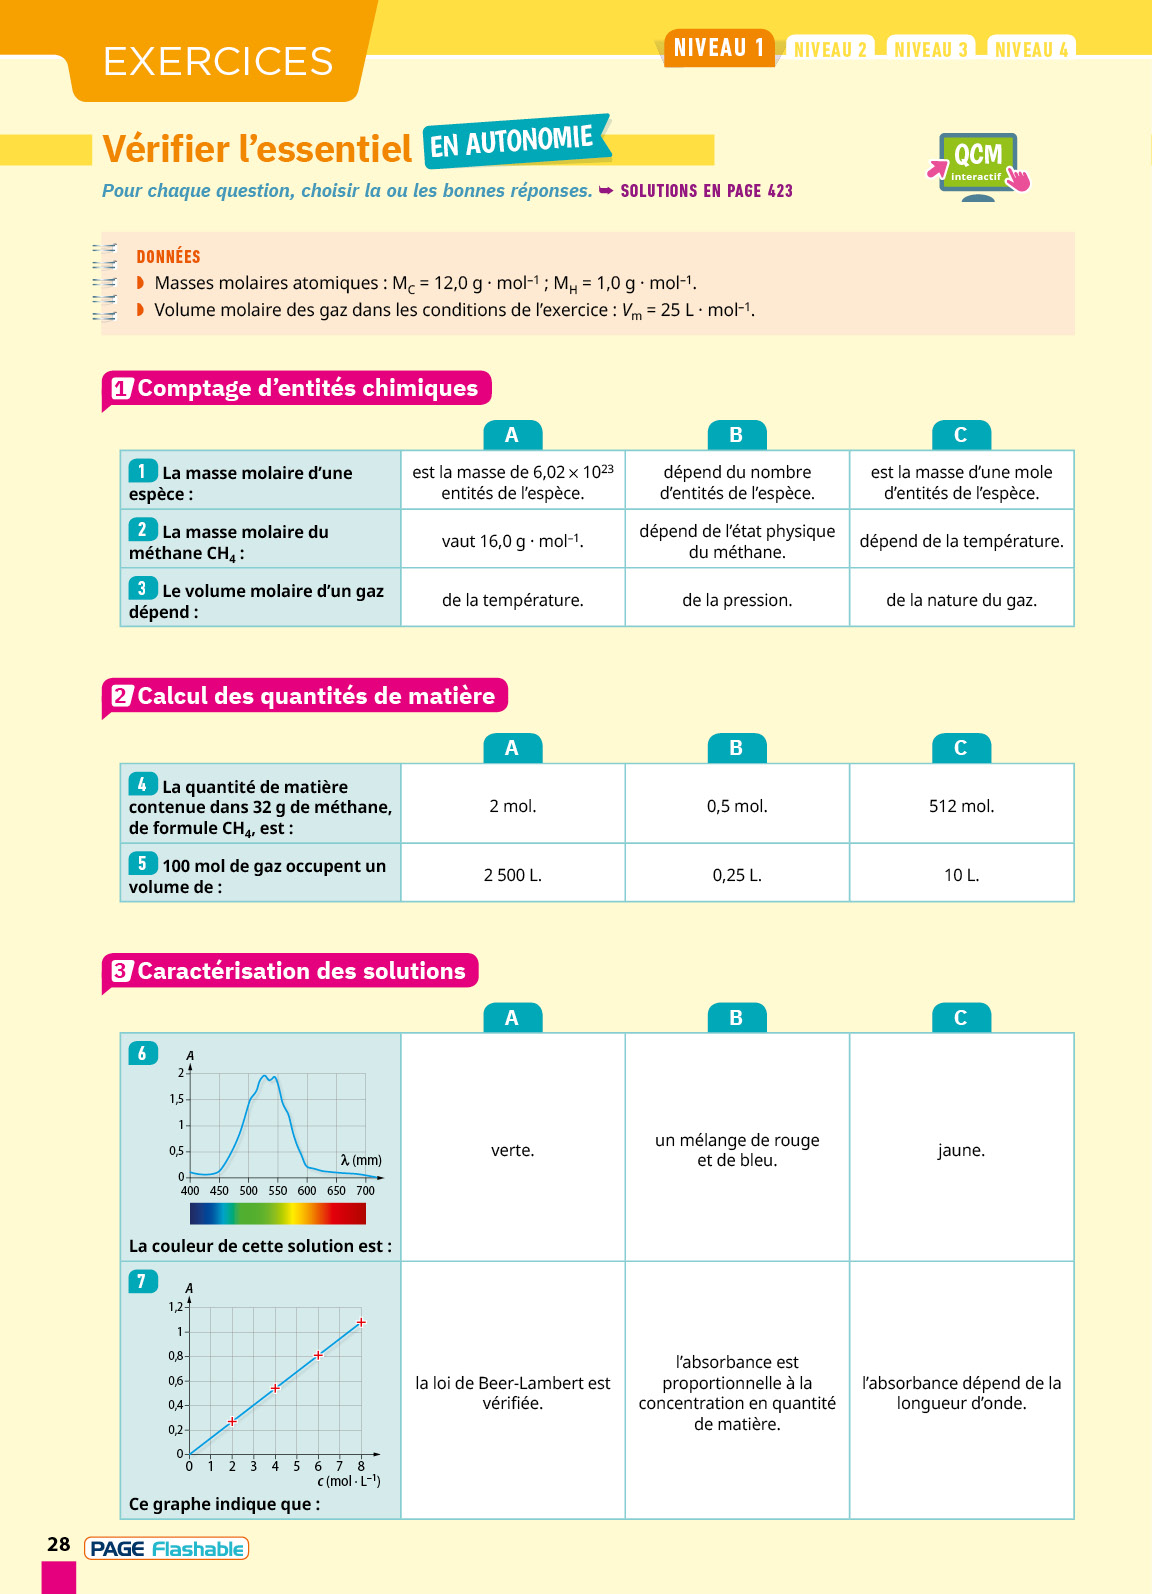 EXERCICES
NIVEAU 1 NIVEAU 2 NIVEAU 3 NIVEAU 4
Vérifier l'essentiel EN AUTONOMIE
Pour chaque question, choisir la ou les bonnes réponses. ➥ SOLUTIONS EN PAGE 423
QCM
interactif
DONNÉES
Masses molaires atomiques : M_C = 12,0 g · mol⁻¹ ; M_H = 1,0 g · mol⁻¹.
Volume molaire des gaz dans les conditions de l'exercice : V_m = 25 L · mol⁻¹.
1 Comptage d'entités chimiques
A B C
1 La masse molaire d'une
espèce :
est la masse de 6,02 × 10²³
entités de l'espèce.
dépend du nombre
d'entités de l'espèce.
est la masse d'une mole
d'entités de l'espèce.
2 La masse molaire du
méthane CH₄ :
vaut 16,0 g · mol⁻¹.
dépend de l'état physique
du méthane.
dépend de la température.
3 Le volume molaire d'un gaz
dépend :
de la température.
de la pression.
de la nature du gaz.
2 Calcul des quantités de matière
A B C
4 La quantité de matière
contenue dans 32 g de méthane,
de formule CH₄, est :
2 mol.
0,5 mol.
512 mol.
5 100 mol de gaz occupent un
volume de :
2 500 L.
0,25 L.
10 L.
3 Caractérisation des solutions
A B C
6
A
2
1,5
1
0,5
0
λ (mm)
400 450 500 550 600 650 700
La couleur de cette solution est :
verte.
un mélange de rouge
et de bleu.
jaune.
7
A
1,2
1
0,8
0,6
0,4
0,2
0
0 1 2 3 4 5 6 7 8
c (mol · L⁻¹)
Ce graphe indique que :
la loi de Beer-Lambert est
vérifiée.
l'absorbance est
proportionnelle à la
concentration en quantité
de matière.
l'absorbance dépend de la
longueur d'onde.
28 PAGE Flashable